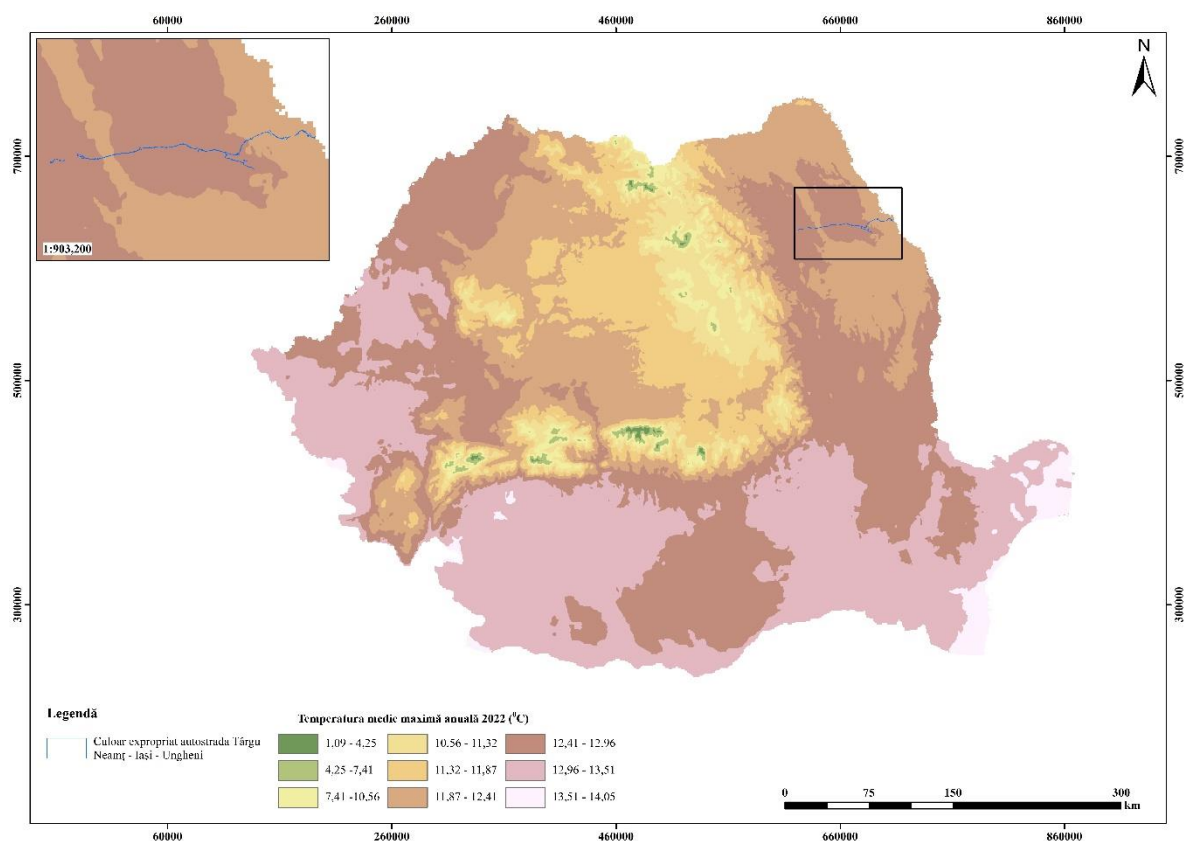 60000 260000 460000 660000 860000
N
700000 700000
1:903,200
500000 500000
300000 300000
Legendă
Culoar expropriat autostrada Târgu
Neamț - Iași - Ungheni
Temperatura medie maximă anuală 2022 (⁰C)
1,09 - 4,25 10,56 - 11,32 12,41 - 12,96
4,25 -7,41 11,32 - 11,87 12,96 - 13,51
7,41 -10,56 11,87 - 12,41 13,51 - 14,05
0 75 150 300
km
60000 260000 460000 660000 860000